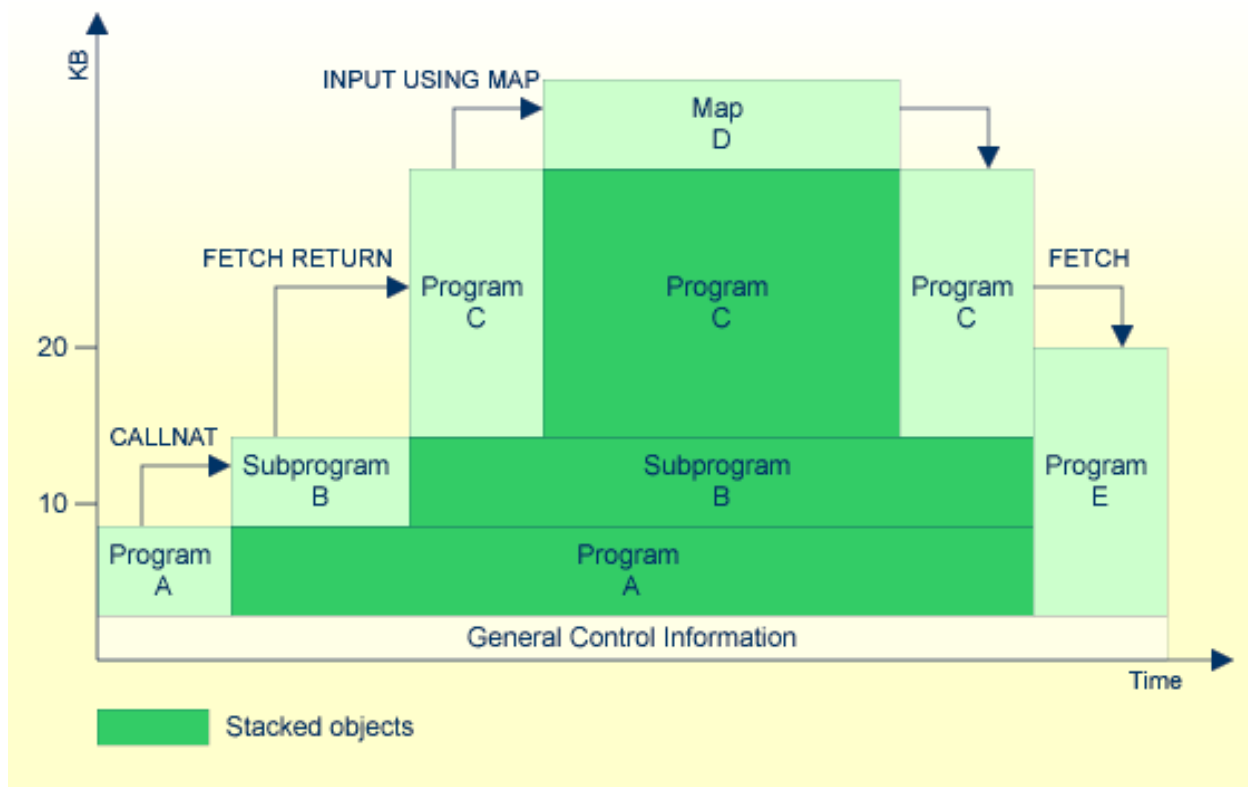 KB
INPUT USING MAP
Map
D
FETCH RETURN
FETCH
Program
C
Program
C
Program
C
20
CALLNAT
Subprogram
B
Subprogram
B
Program
E
10
Program
A
Program
A
General Control Information
Time
Stacked objects